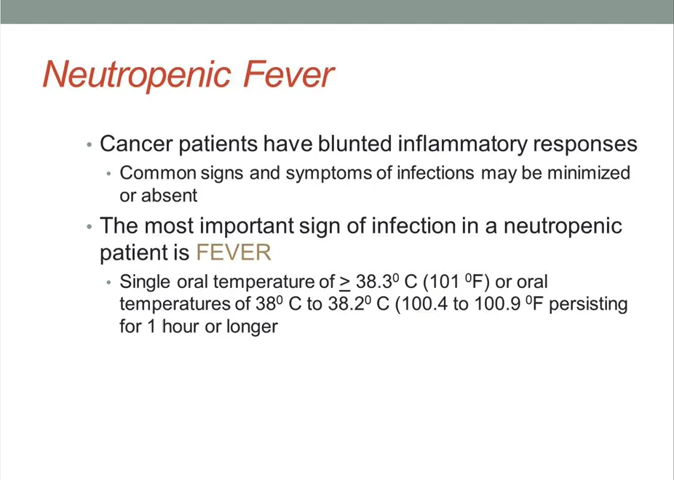 Neutropenic Fever
• Cancer patients have blunted inflammatory responses
• Common signs and symptoms of infections may be minimized
or absent
• The most important sign of infection in a neutropenic
patient is FEVER
• Single oral temperature of ≥ 38.3⁰ C (101 ⁰F) or oral
temperatures of 38⁰ C to 38.2⁰ C (100.4 to 100.9 ⁰F persisting
for 1 hour or longer